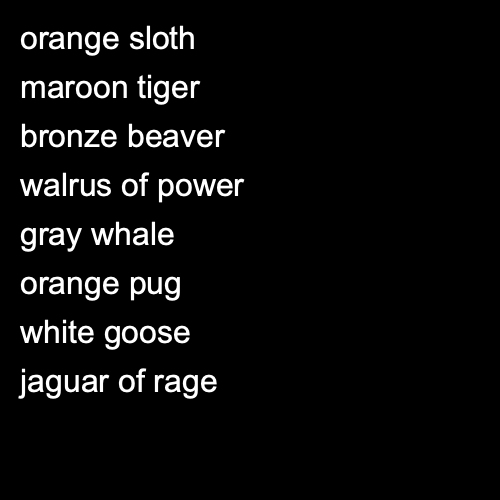 orange sloth
maroon tiger
bronze beaver
walrus of power
gray whale
orange pug
white goose
jaguar of rage